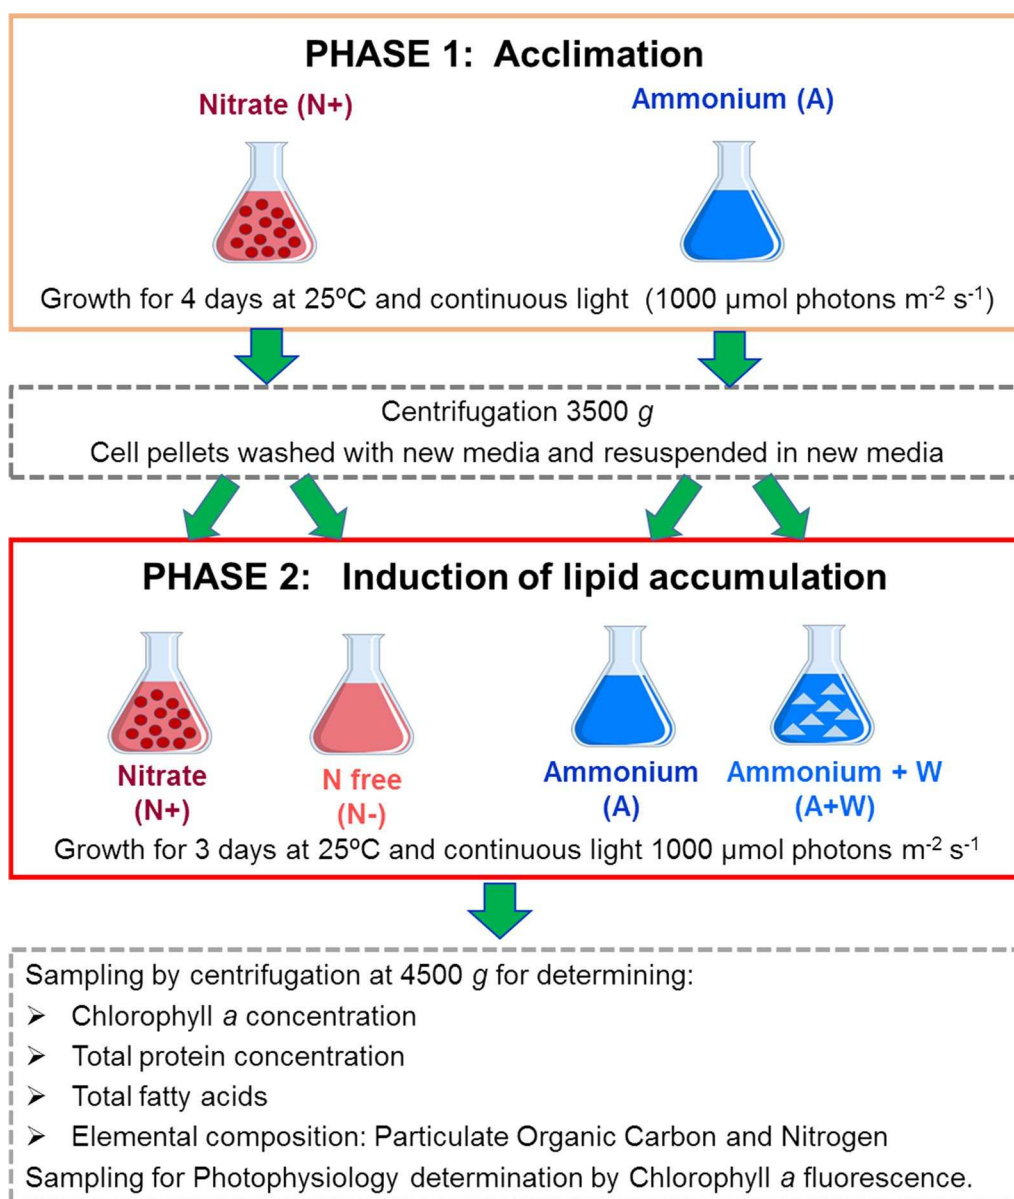 PHASE 1: Acclimation
Nitrate (N+)
Ammonium (A)
Growth for 4 days at 25ºC and continuous light (1000 µmol photons m⁻² s⁻¹)
Centrifugation 3500 g
Cell pellets washed with new media and resuspended in new media
PHASE 2: Induction of lipid accumulation
Nitrate
(N+)
N free
(N-)
Ammonium
(A)
Ammonium + W
(A+W)
Growth for 3 days at 25ºC and continuous light 1000 µmol photons m⁻² s⁻¹
Sampling by centrifugation at 4500 g for determining:
➢ Chlorophyll a concentration
➢ Total protein concentration
➢ Total fatty acids
➢ Elemental composition: Particulate Organic Carbon and Nitrogen
Sampling for Photophysiology determination by Chlorophyll a fluorescence.